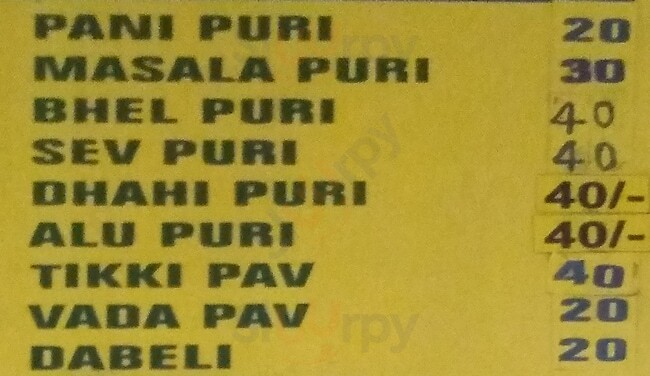 PANI PURI 20
MASALA PURI 30
BHEL PURI 40
SEV PURI 40
DHAHI PURI 40/-
ALU PURI 40/-
TIKKI PAV 40
VADA PAV 20
DABELI 20